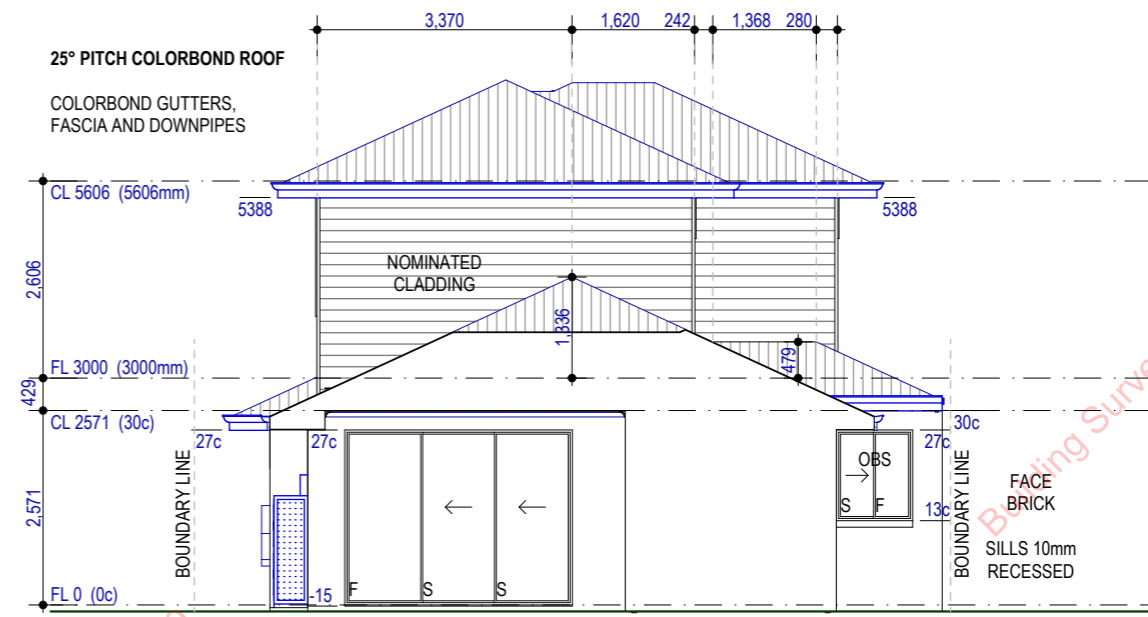 3,370 1,620 242 1,368 280
25° PITCH COLORBOND ROOF
COLORBOND GUTTERS,
FASCIA AND DOWNPIPES
CL 5606 (5606mm)
5388
5388
NOMINATED
CLADDING
2,606
1,336
479
FL 3000 (3000mm)
429
CL 2571 (30c)
30c
27c
27c
27c
OBS
S F
13c
BOUNDARY LINE
BOUNDARY LINE
FACE
BRICK
SILLS 10mm
RECESSED
2,571
F S S
FL 0 (0c)
-15
Building Surve